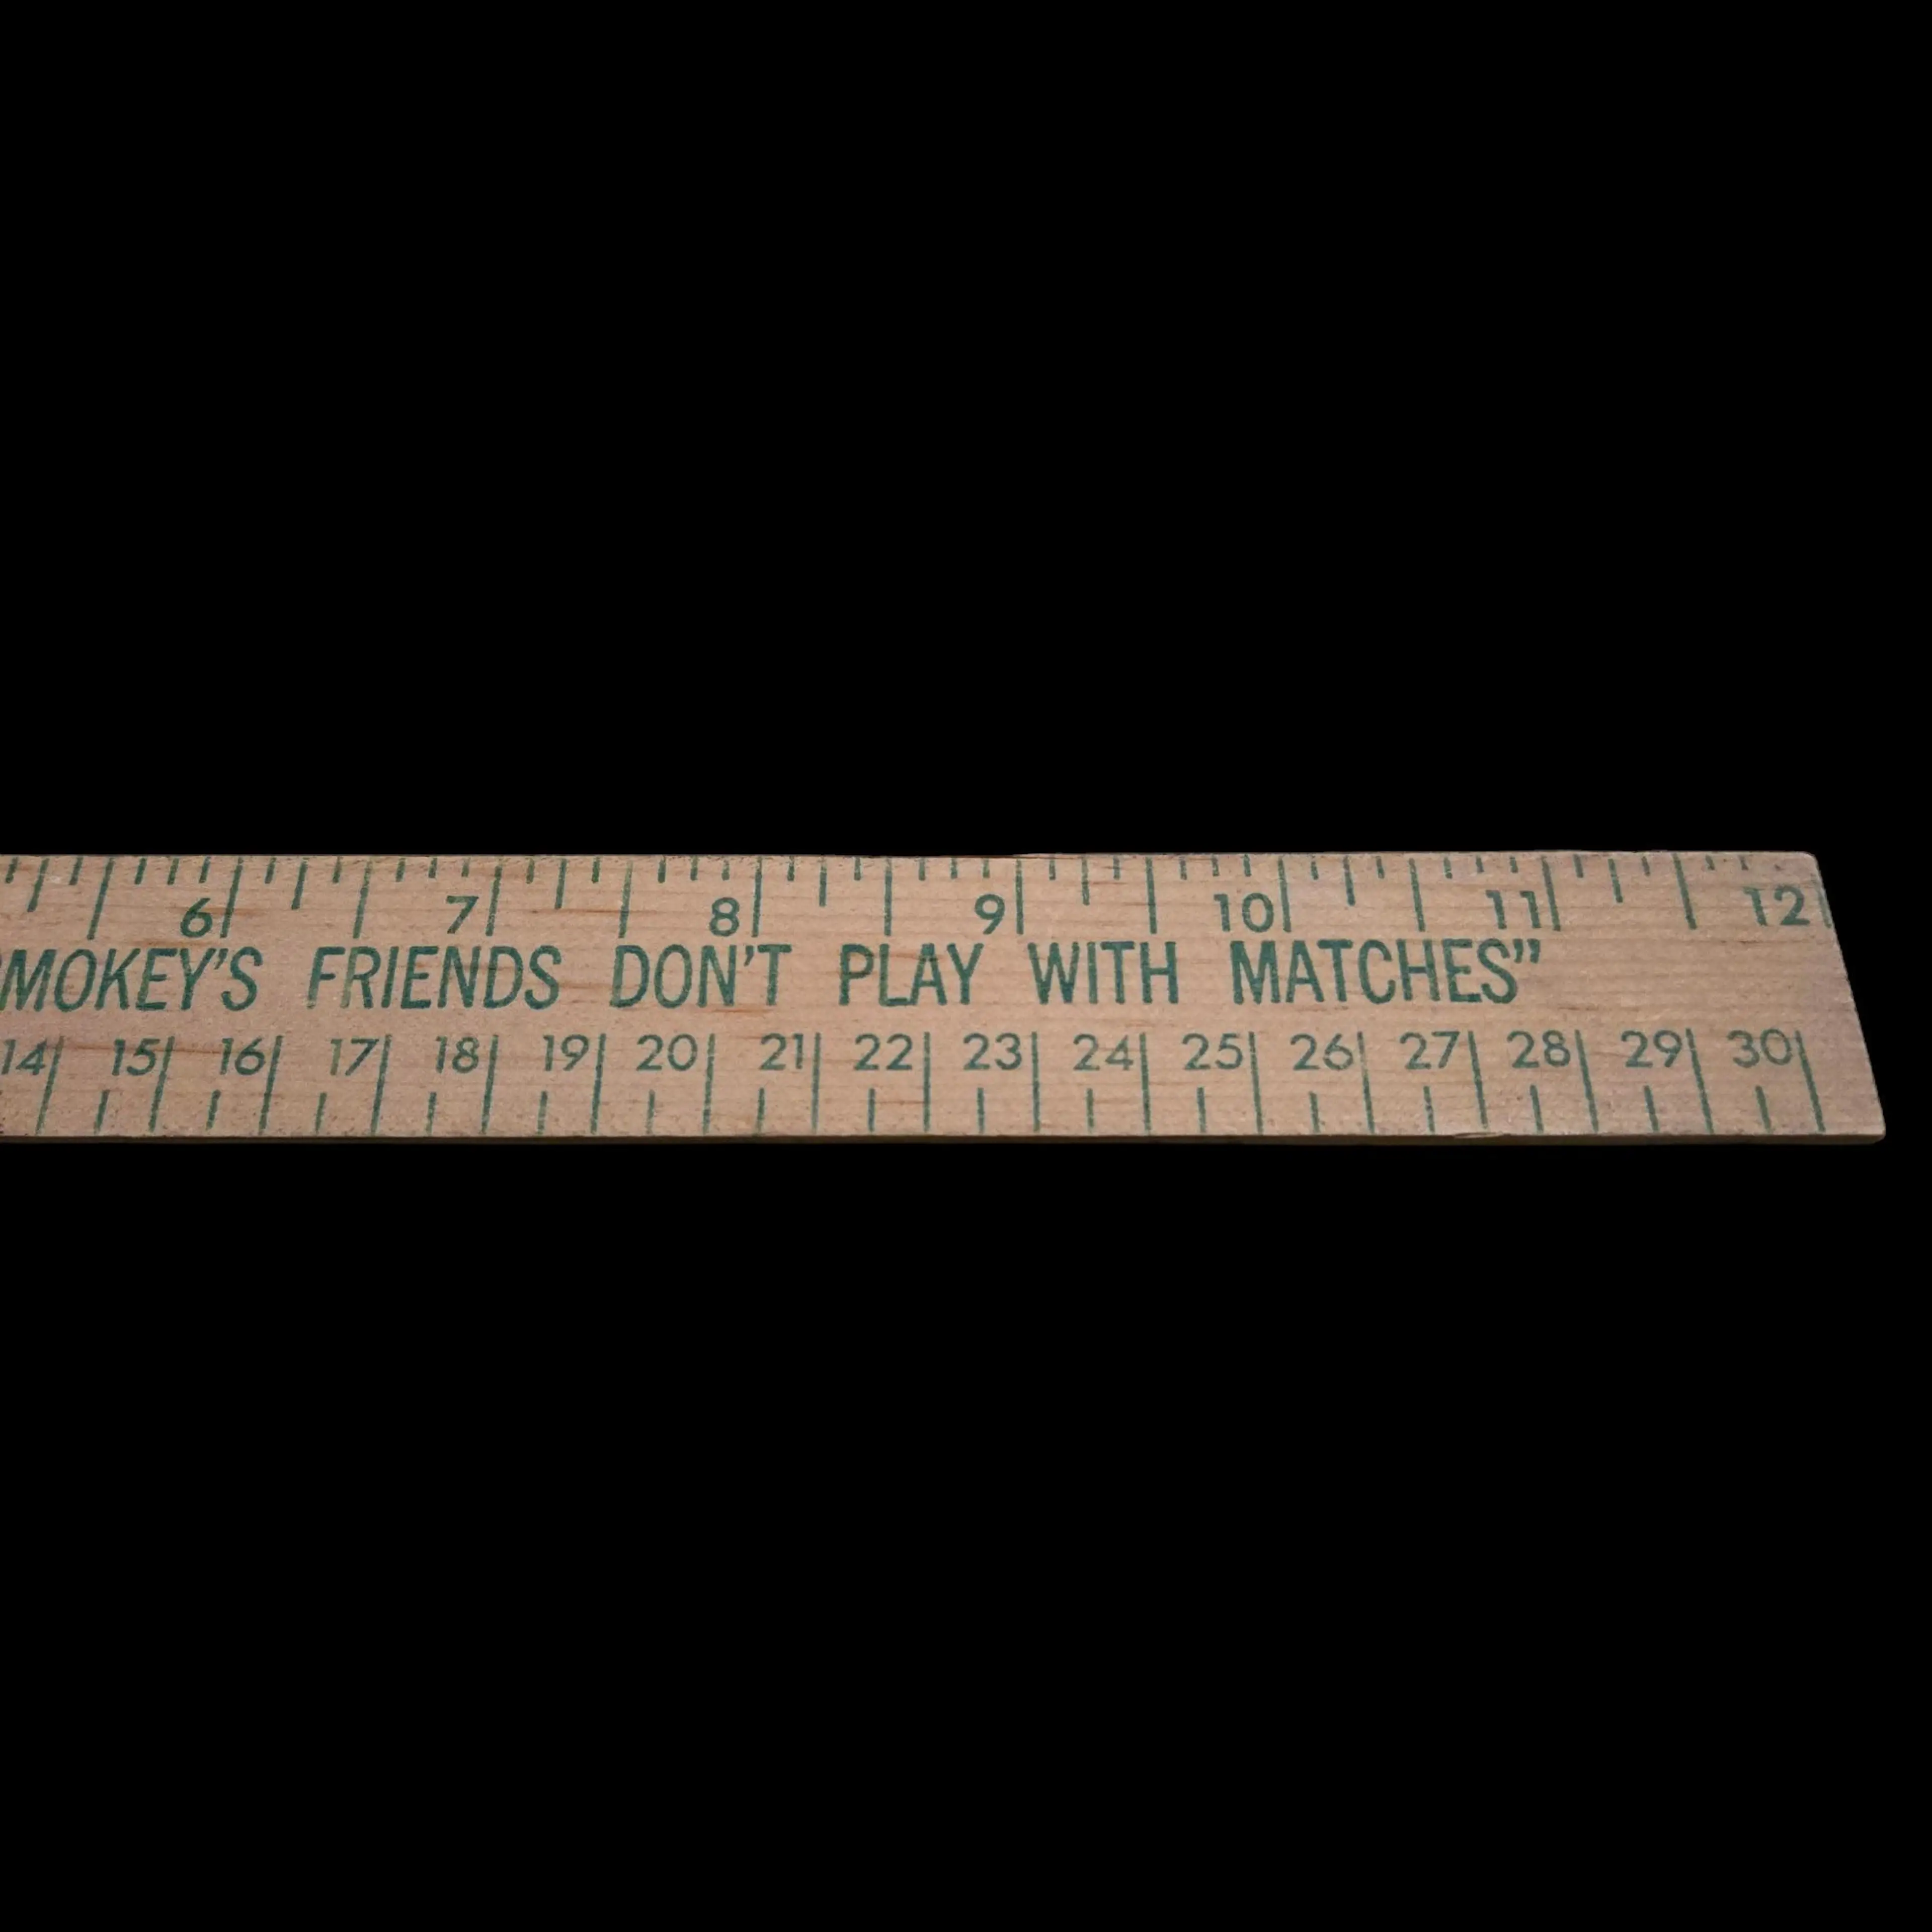 6 7 8 9 10 11 12
MOKEY'S FRIENDS DON'T PLAY WITH MATCHES”
14 15 16 17 18 19 20 21 22 23 24 25 26 27 28 29 30